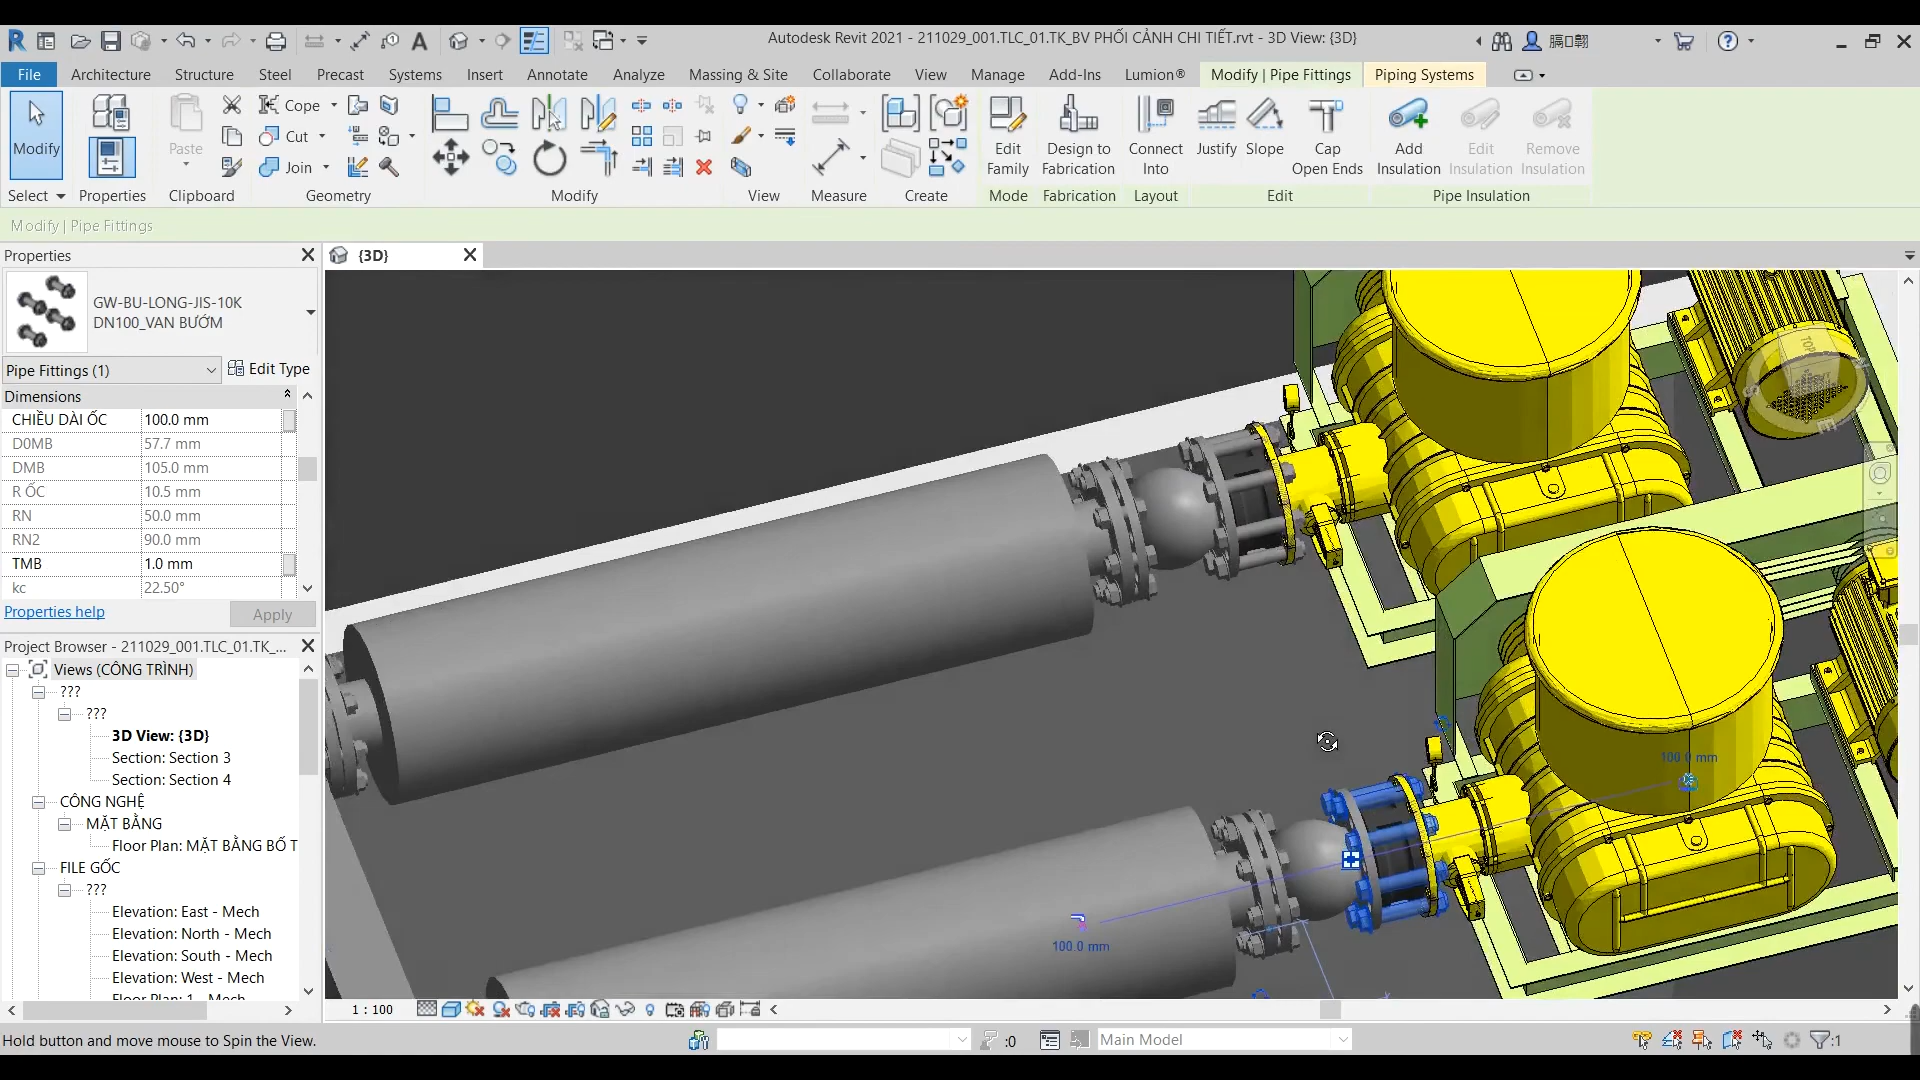 Autodesk Revit 2021 - 211029_001.TLC_01.TK_BV PHỐI CẢNH CHI TIẾT.rvt - 3D View: {3D}
File Architecture Structure Steel Precast Systems Insert Annotate Analyze Massing & Site Collaborate View Manage Add-Ins Lumion® Modify | Pipe Fittings Piping Systems
Modify
Paste
Cope
Cut
Join
Edit Family
Design to Fabrication
Connect Into
Justify
Slope
Cap Open Ends
Add Insulation
Edit Insulation
Remove Insulation
Select Properties Clipboard Geometry Modify View Measure Create Mode Fabrication Layout Edit Pipe Insulation
Modify | Pipe Fittings
Properties
{3D}
GW-BU-LONG-JIS-10K
DN100_VAN BƯỚM
Pipe Fittings (1)
Edit Type
Dimensions
CHIỀU DÀI ỐC 100.0 mm
D0MB 57.7 mm
DMB 105.0 mm
R ỐC 10.5 mm
RN 50.0 mm
RN2 90.0 mm
TMB 1.0 mm
kc 22.50°
Properties help
Apply
Project Browser - 211029_001.TLC_01.TK_...
Views (CÔNG TRÌNH)
???
???
3D View: {3D}
Section: Section 3
Section: Section 4
CÔNG NGHỆ
MẶT BẰNG
Floor Plan: MẶT BẰNG BỐ T
FILE GỐC
???
Elevation: East - Mech
Elevation: North - Mech
Elevation: South - Mech
Elevation: West - Mech
Floor Plan: 1 - Mech
TOP
100.0 mm
100.0 mm
1 : 100
Hold button and move mouse to Spin the View.
:0
Main Model
:1